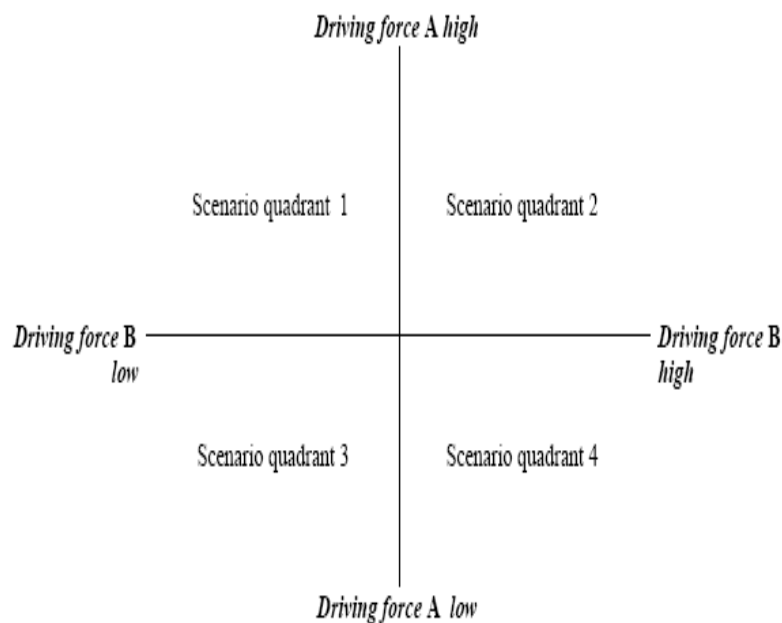 Driving force A high
Scenario quadrant 1
Scenario quadrant 2
Driving force B
low
Driving force B
high
Scenario quadrant 3
Scenario quadrant 4
Driving force A low